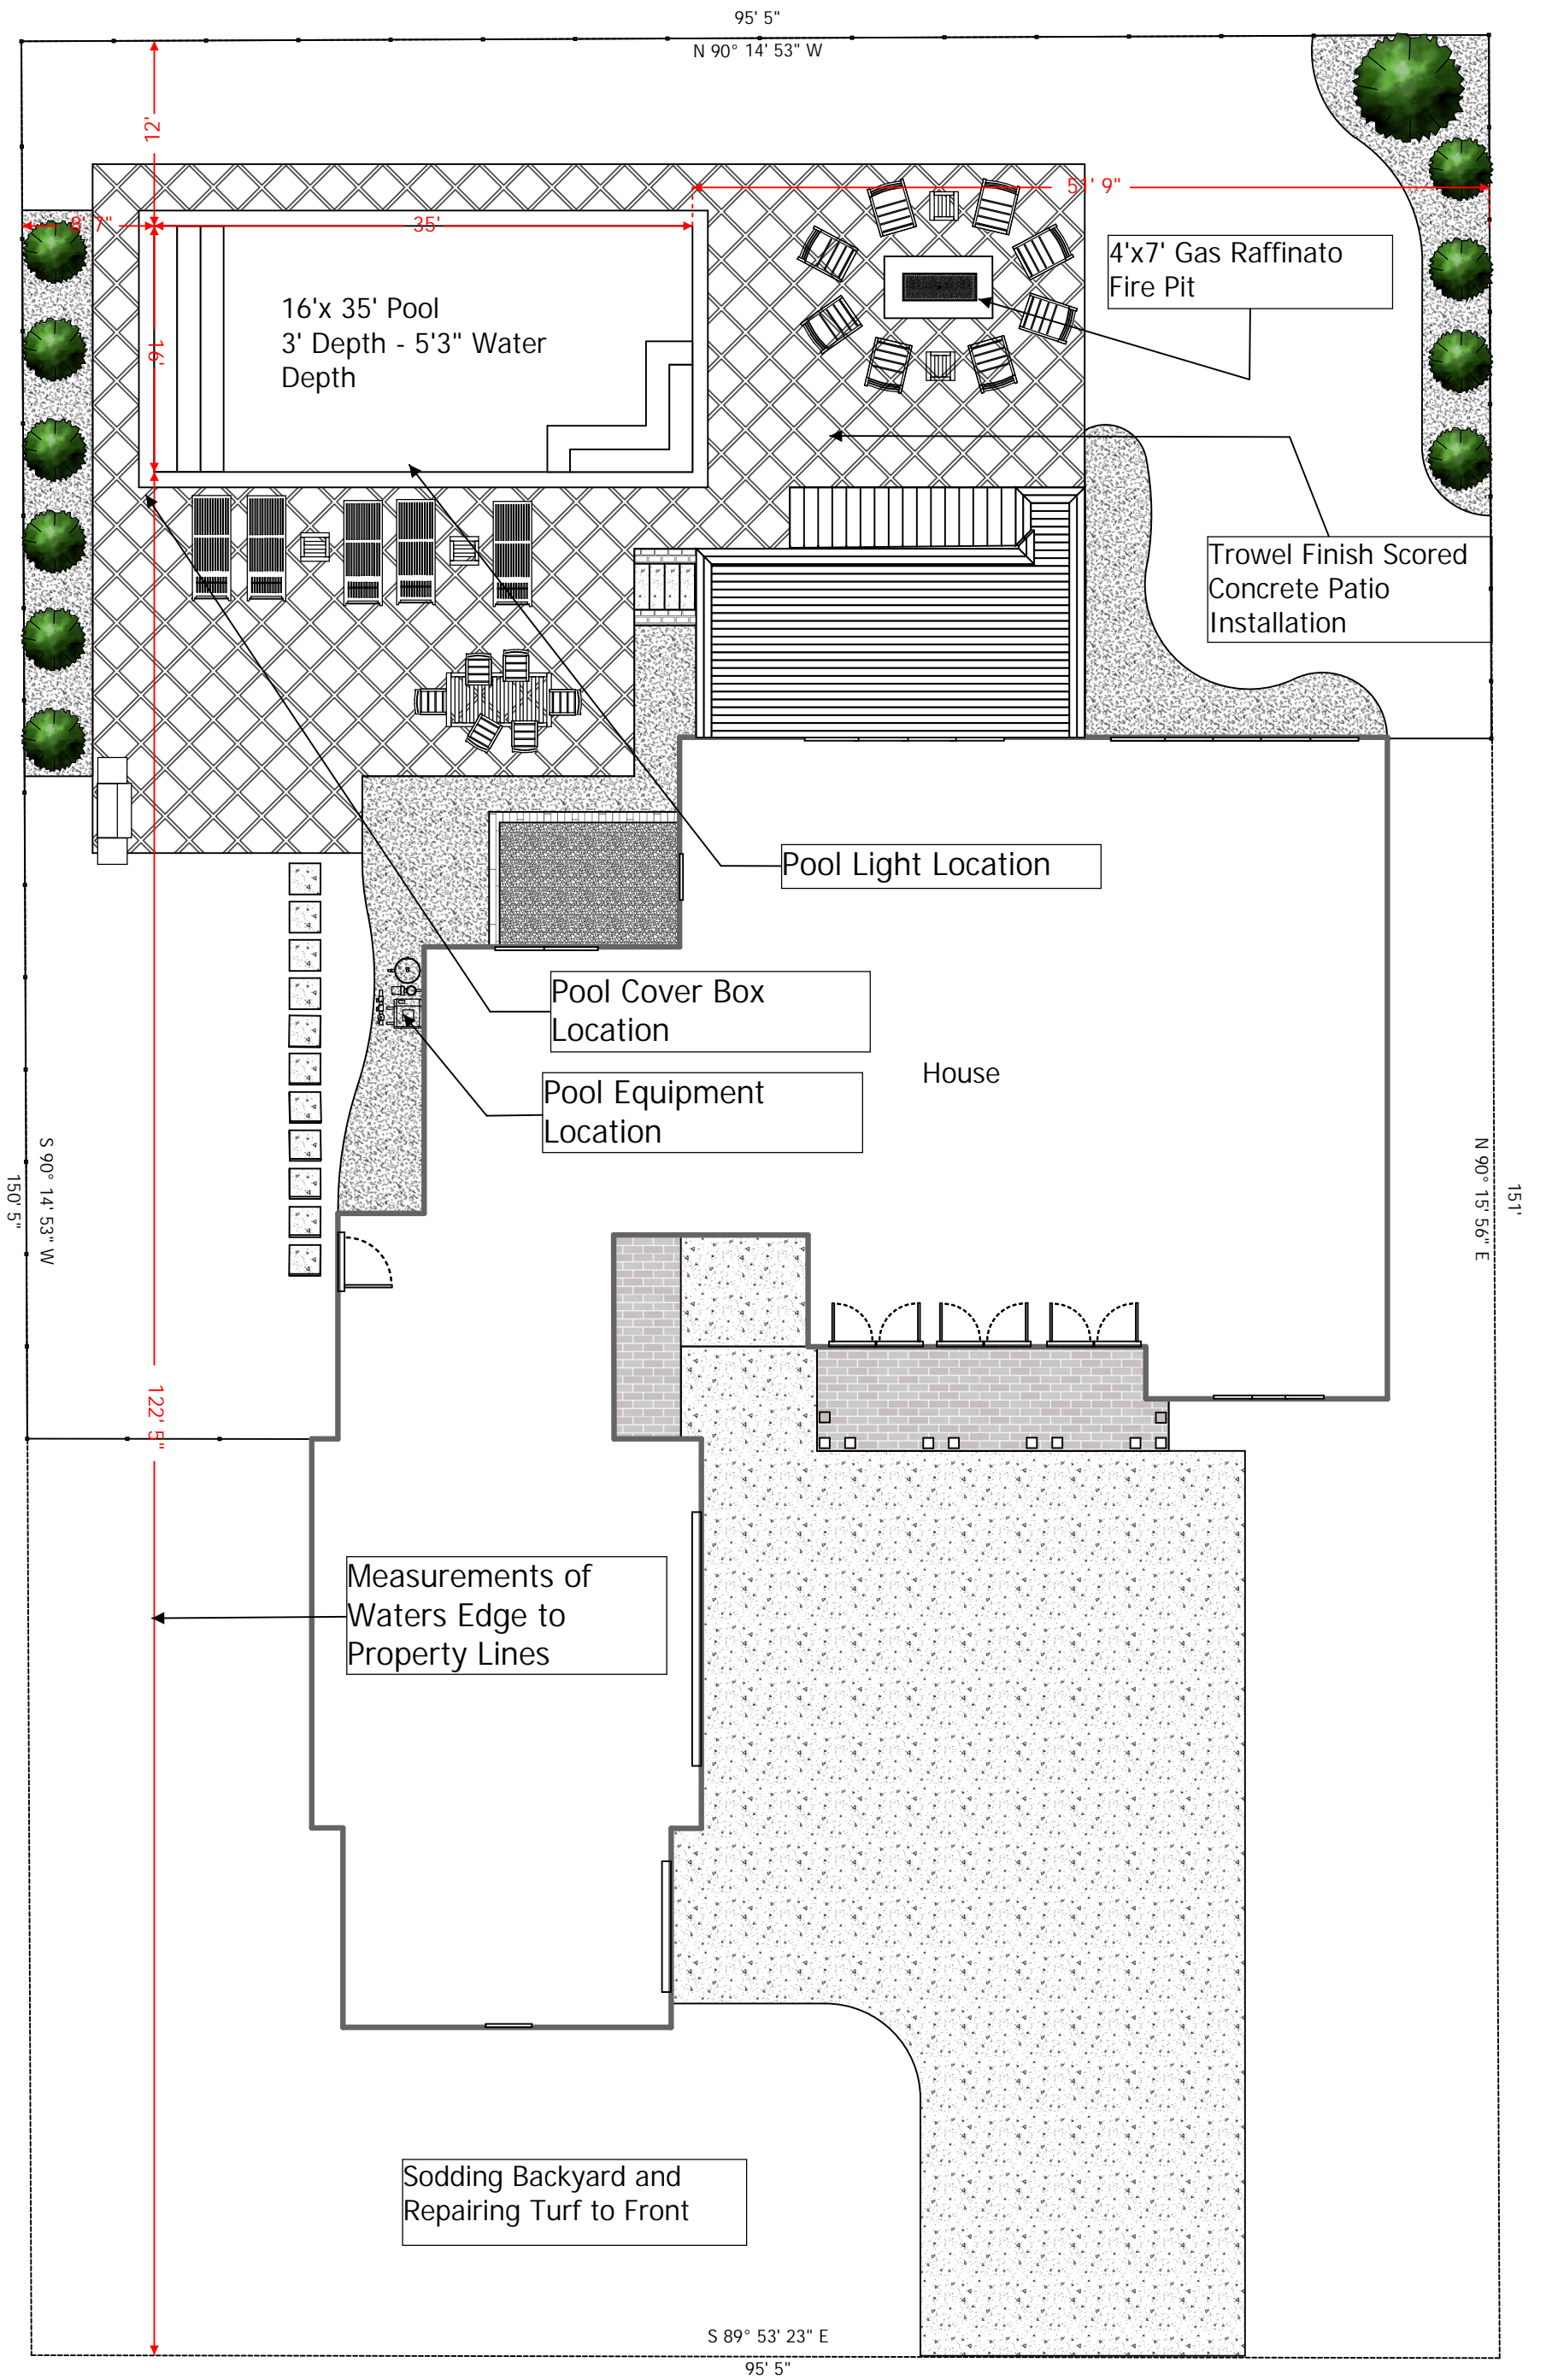 95' 5"
N 90° 14' 53" W
12'
8' 7"
35'
51' 9"
16'
16'x 35' Pool
3' Depth - 5'3" Water
Depth
4'x7' Gas Raffinato
Fire Pit
Trowel Finish Scored
Concrete Patio
Installation
Pool Light Location
Pool Cover Box
Location
House
Pool Equipment
Location
S 90° 14' 53" W
150' 5"
N 90° 15' 56" E
151'
122' 5"
Measurements of
Waters Edge to
Property Lines
Sodding Backyard and
Repairing Turf to Front
S 89° 53' 23" E
95' 5"